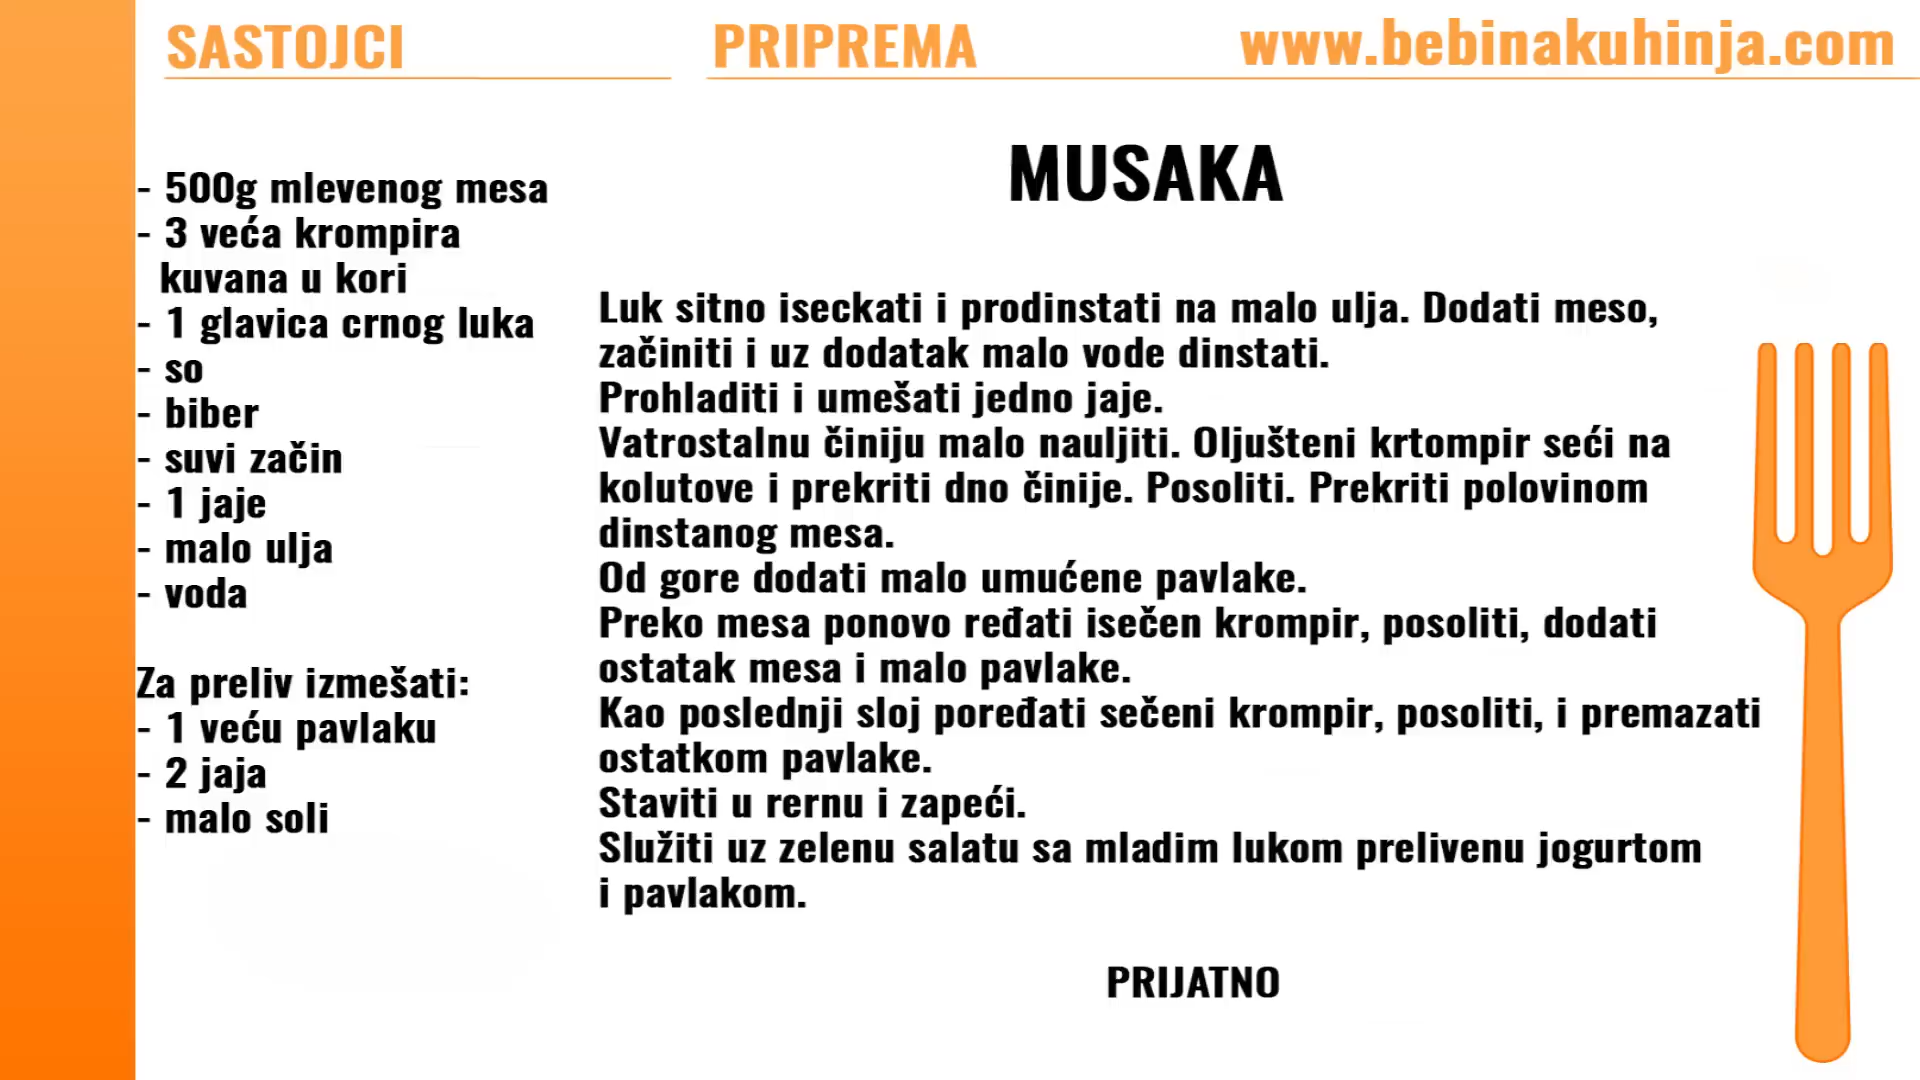 SASTOJCI
- 500g mlevenog mesa
- 3 veća krompira
kuvana u kori
- 1 glavica crnog luka
- so
- biber
- suvi začin
- 1 jaje
- malo ulja
- voda
Za preliv izmešati:
- 1 veću pavlaku
- 2 jaja
- malo soli
PRIPREMA
www.bebinakuhinja.com
MUSAKA
Luk sitno iseckati i prodinstati na malo ulja. Dodati meso,
začiniti i uz dodatak malo vode dinstati.
Prohladiti i umešati jedno jaje.
Vatrostalnu činiju malo nauljiti. Oljušteni krtompir seći na
kolutove i prekriti dno činije. Posoliti. Prekriti polovinom
dinstanog mesa.
Od gore dodati malo umućene pavlake.
Preko mesa ponovo ređati isečen krompir, posoliti, dodati
ostatak mesa i malo pavlake.
Kao poslednji sloj poređati sečeni krompir, posoliti, i premazati
ostatkom pavlake.
Staviti u rernu i zapeći.
Služiti uz zelenu salatu sa mladim lukom prelivenu jogurtom
i pavlakom.
PRIJATNO